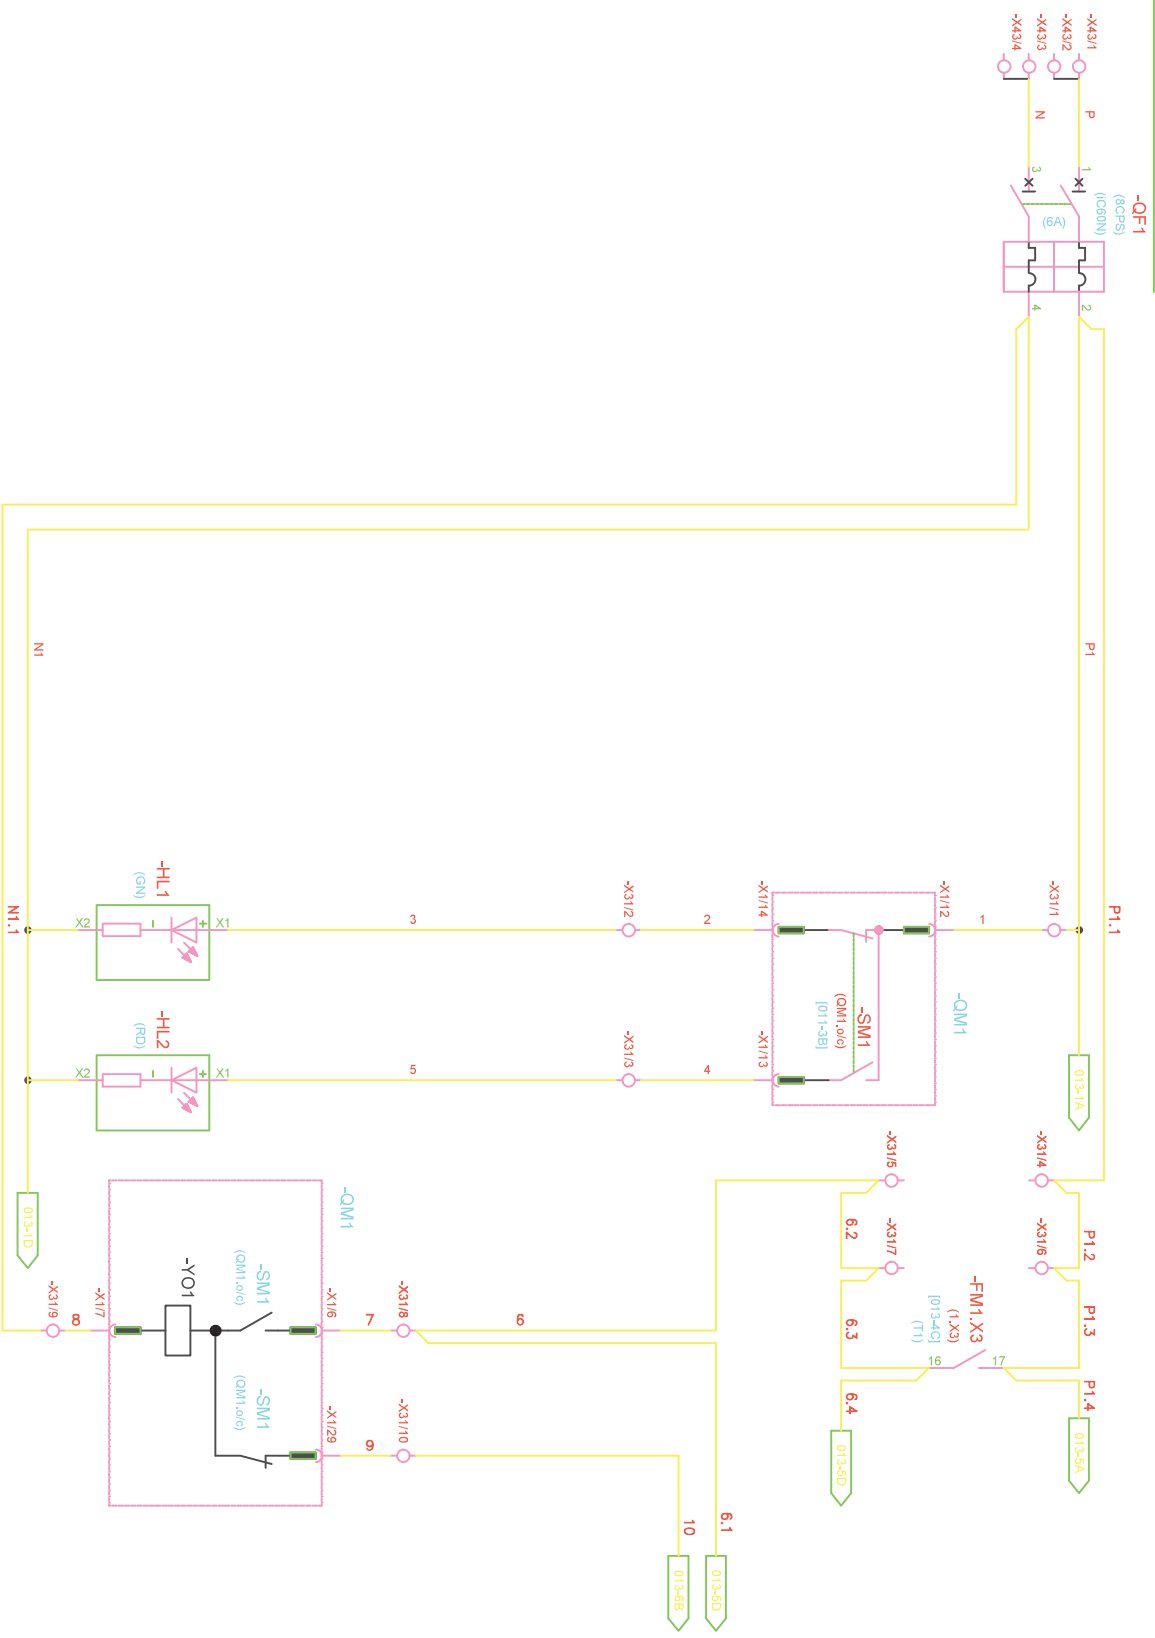 -X43/4
-X43/3
-X43/2
-X43/1
N
P
3
1
-QF1
(8CPS)
(iC60N)
(6A)
4
2
N1
P1
-HL1
(GN)
X2
-
+
X1
3
-X31/2
2
-X1/14
-X1/12
1
-X31/1
P1.1
N1.1
-QM1
-SM1
(QM1.o/c)
[011-3B]
-HL2
(RD)
X2
-
+
X1
5
-X31/3
4
-X1/13
013-1A
-X31/5
-X31/4
013-1D
-QM1
6.2
-X31/7
-X31/6
P1.2
-YO1
-SM1
(QM1.o/c)
-X31/9
8
-X1/7
-X1/6
7
-X31/8
6
6.3
-FM1.X3
(1.X3)
[013-4C]
(T1)
16
17
P1.3
-SM1
(QM1.o/c)
-X1/29
9
-X31/10
6.4
P1.4
013-5D
013-5A
10
6.1
013-6B
013-5D